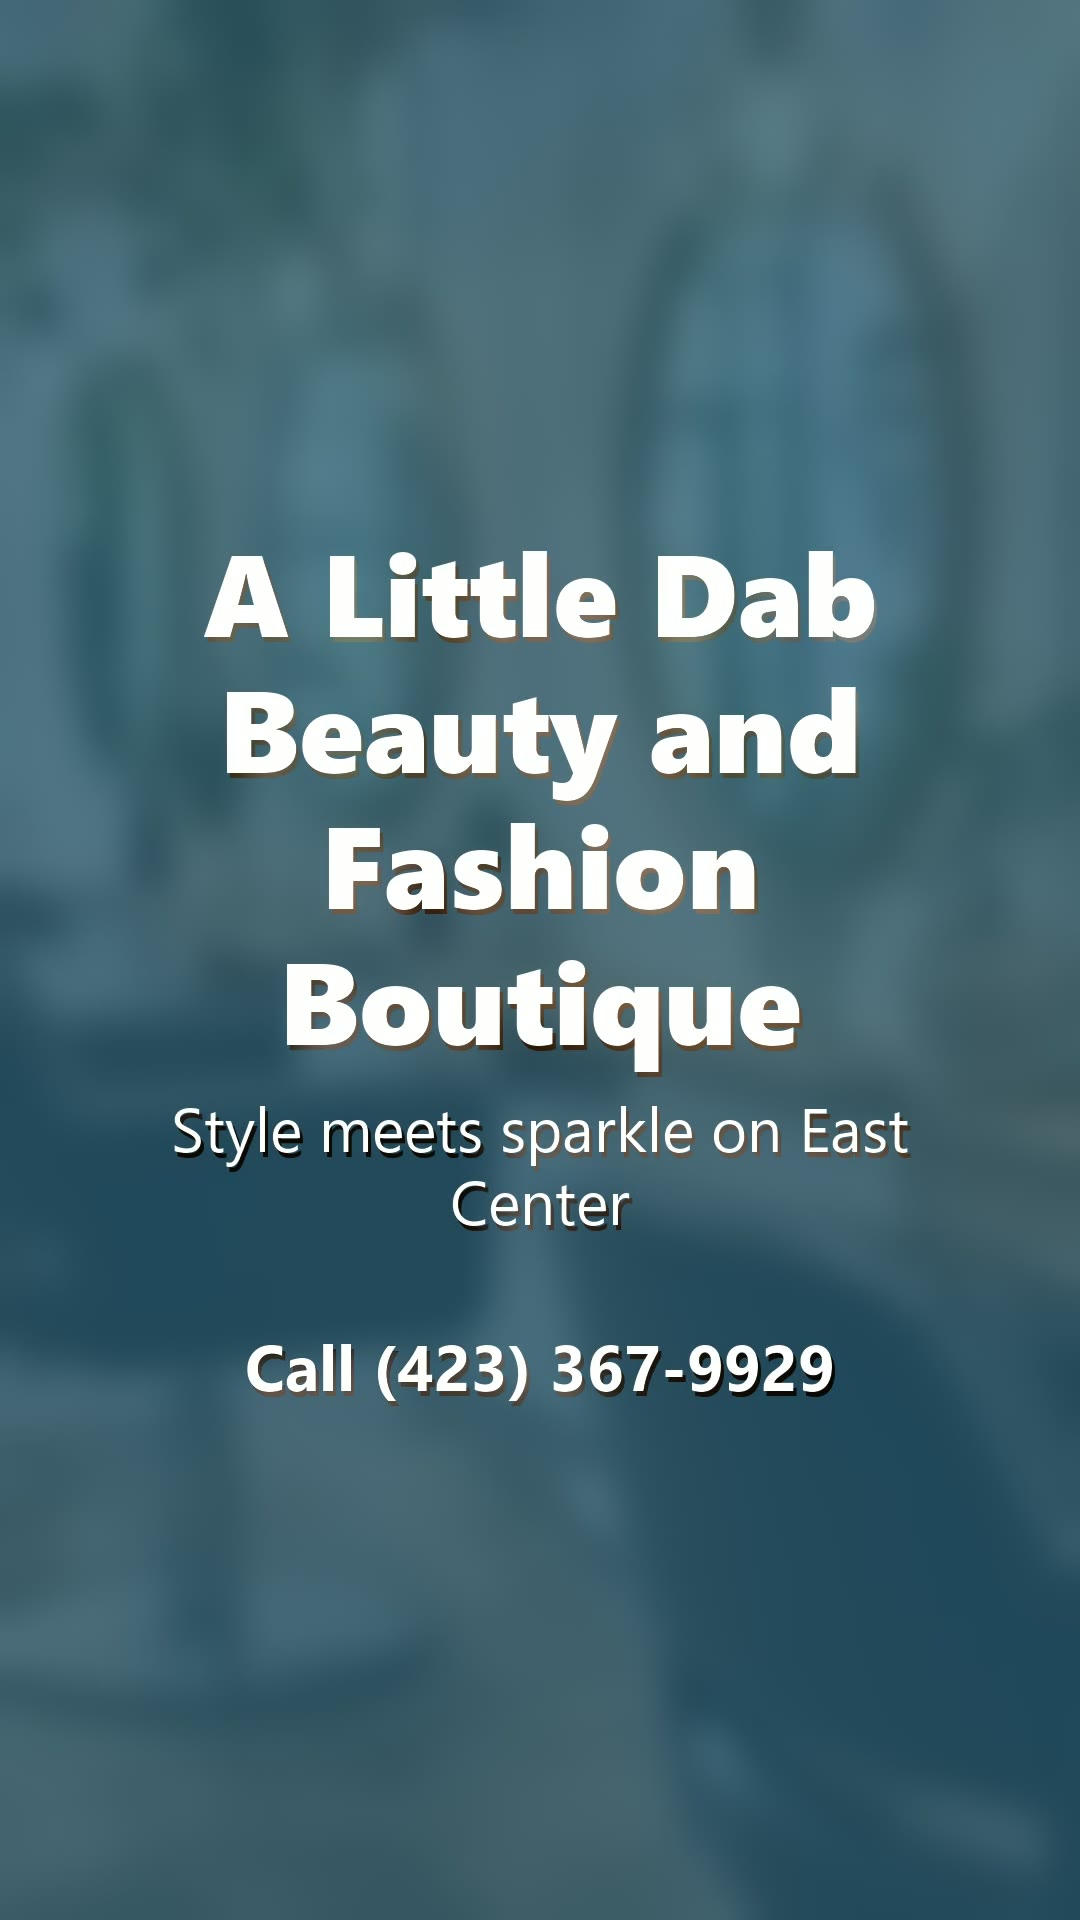 A Little Dab
Beauty and
Fashion
Boutique
Style meets sparkle on East
Center
Call (423) 367-9929